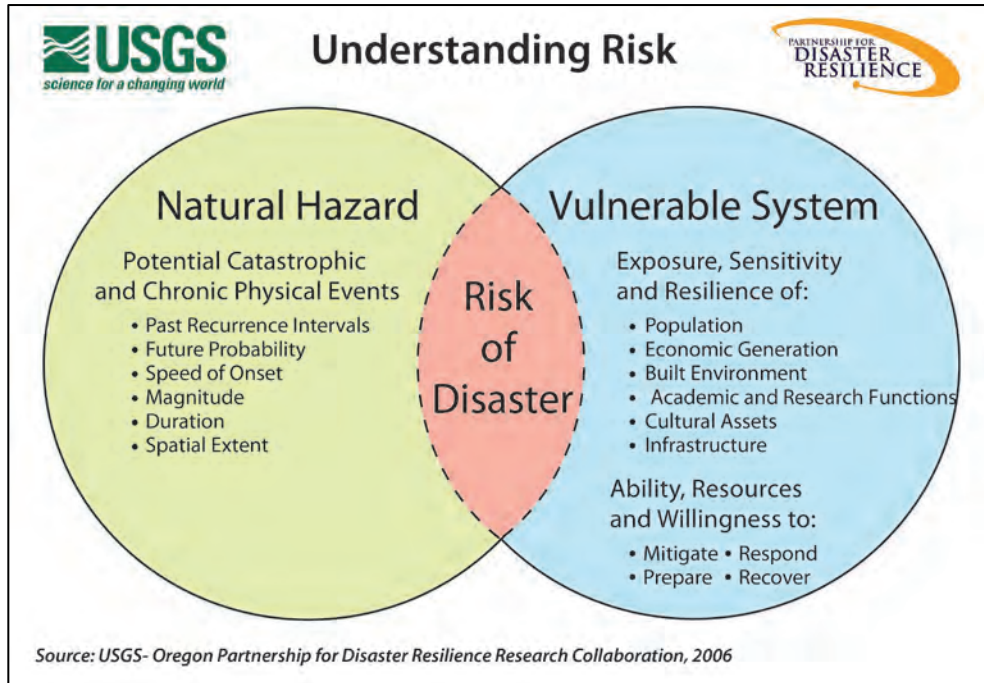 USGS
science for a changing world
Understanding Risk
PARTNERSHIP FOR
DISASTER
RESILIENCE
Natural Hazard
Potential Catastrophic
and Chronic Physical Events
• Past Recurrence Intervals
• Future Probability
• Speed of Onset
• Magnitude
• Duration
• Spatial Extent
Risk
of
Disaster
Vulnerable System
Exposure, Sensitivity
and Resilience of:
• Population
• Economic Generation
• Built Environment
• Academic and Research Functions
• Cultural Assets
• Infrastructure
Ability, Resources
and Willingness to:
• Mitigate • Respond
• Prepare • Recover
Source: USGS- Oregon Partnership for Disaster Resilience Research Collaboration, 2006